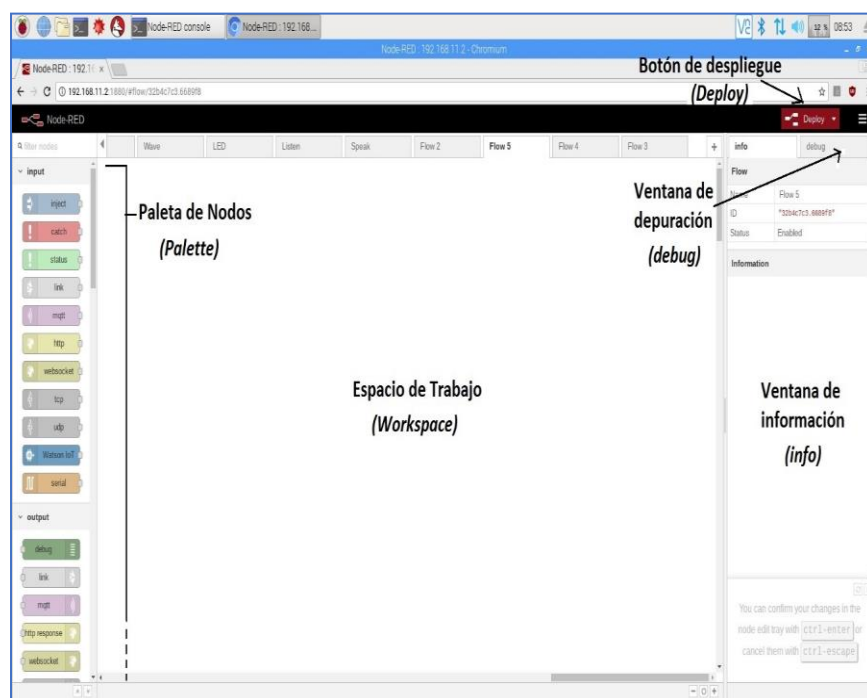 Node-RED console
Node-RED : 192.168...
12 %
08:53
Node-RED : 192.168.11.2 - Chromium
Node-RED : 192.16
Botón de despliegue
(Deploy)
192.168.11.2:1880/#flow/32b4c7c3.6689f8
Node-RED
Deploy
filter nodes
Wave
LED
Listen
Speak
Flow 2
Flow 5
Flow 4
Flow 3
+
info
debug
input
inject
catch
status
link
mqtt
http
websocket
tcp
udp
Watson IoT
serial
output
debug
link
mqtt
http response
websocket
Paleta de Nodos
(Palette)
Espacio de Trabajo
(Workspace)
Ventana de
depuración
(debug)
Flow
Name
Flow 5
ID
"32b4c7c3.6689f8"
Status
Enabled
Information
Ventana de
información
(info)
You can confirm your changes in the
node edit tray with ctrl-enter or
cancel them with ctrl-escape